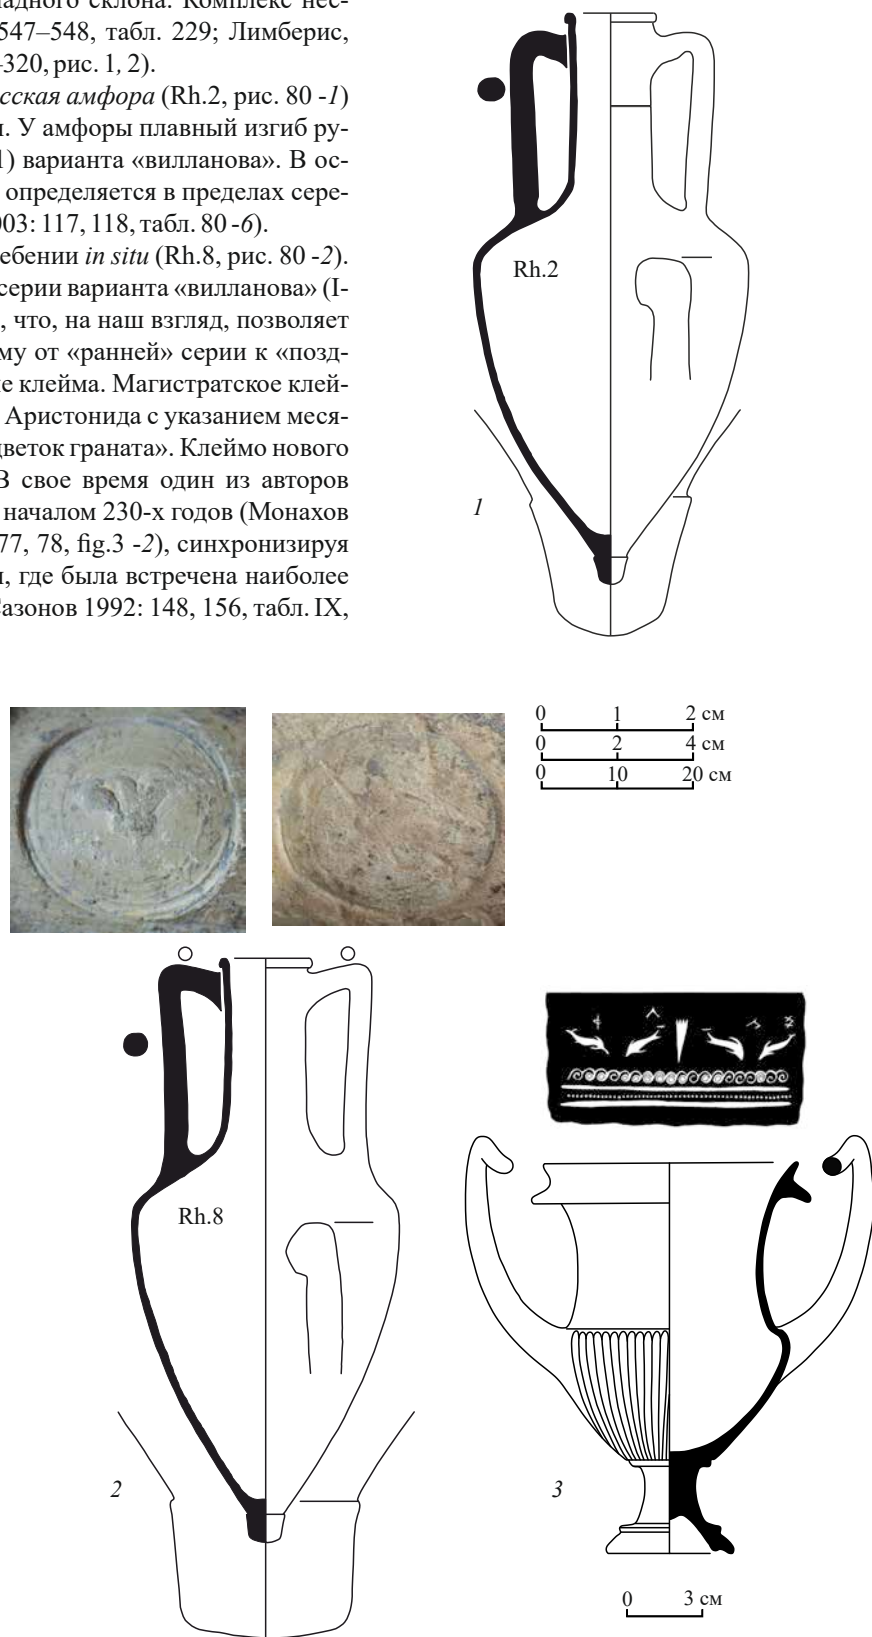 адного склона. Комплекс нес-
547–548, табл. 229; Лимберис,
–320, рис. 1, 2).
сская амфора (Rh.2, рис. 80 -1)
У амфоры плавный изгиб ру-
1) варианта «вилланова». В ос-
определяется в пределах сере-
003: 117, 118, табл. 80 -6).
ебении in situ (Rh.8, рис. 80 -2).
серии варианта «вилланова» (I-
, что, на наш взгляд, позволяет
му от «ранней» серии к «позд-
е клейма. Магистратское клей-
Аристонида с указанием меся-
цветок граната». Клеймо нового
В свое время один из авторов
началом 230-х годов (Монахов
77, 78, fig.3 -2), синхронизируя
, где была встречена наиболее
Сазонов 1992: 148, 156, табл. IX,
Rh.2
1
0 1 2 см
0 2 4 см
0 10 20 см
Rh.8
2
3
0 3 см